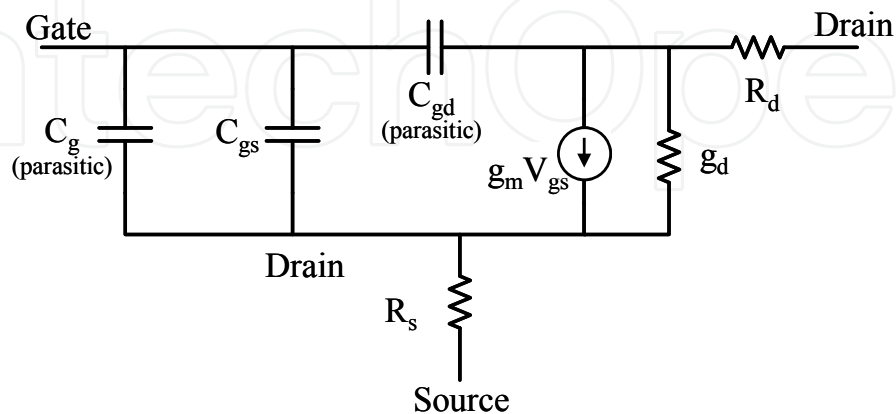 Gate
Drain
C_gd
(parasitic)
R_d
C_g
(parasitic)
C_gs
g_mV_gs
g_d
Drain
R_s
Source